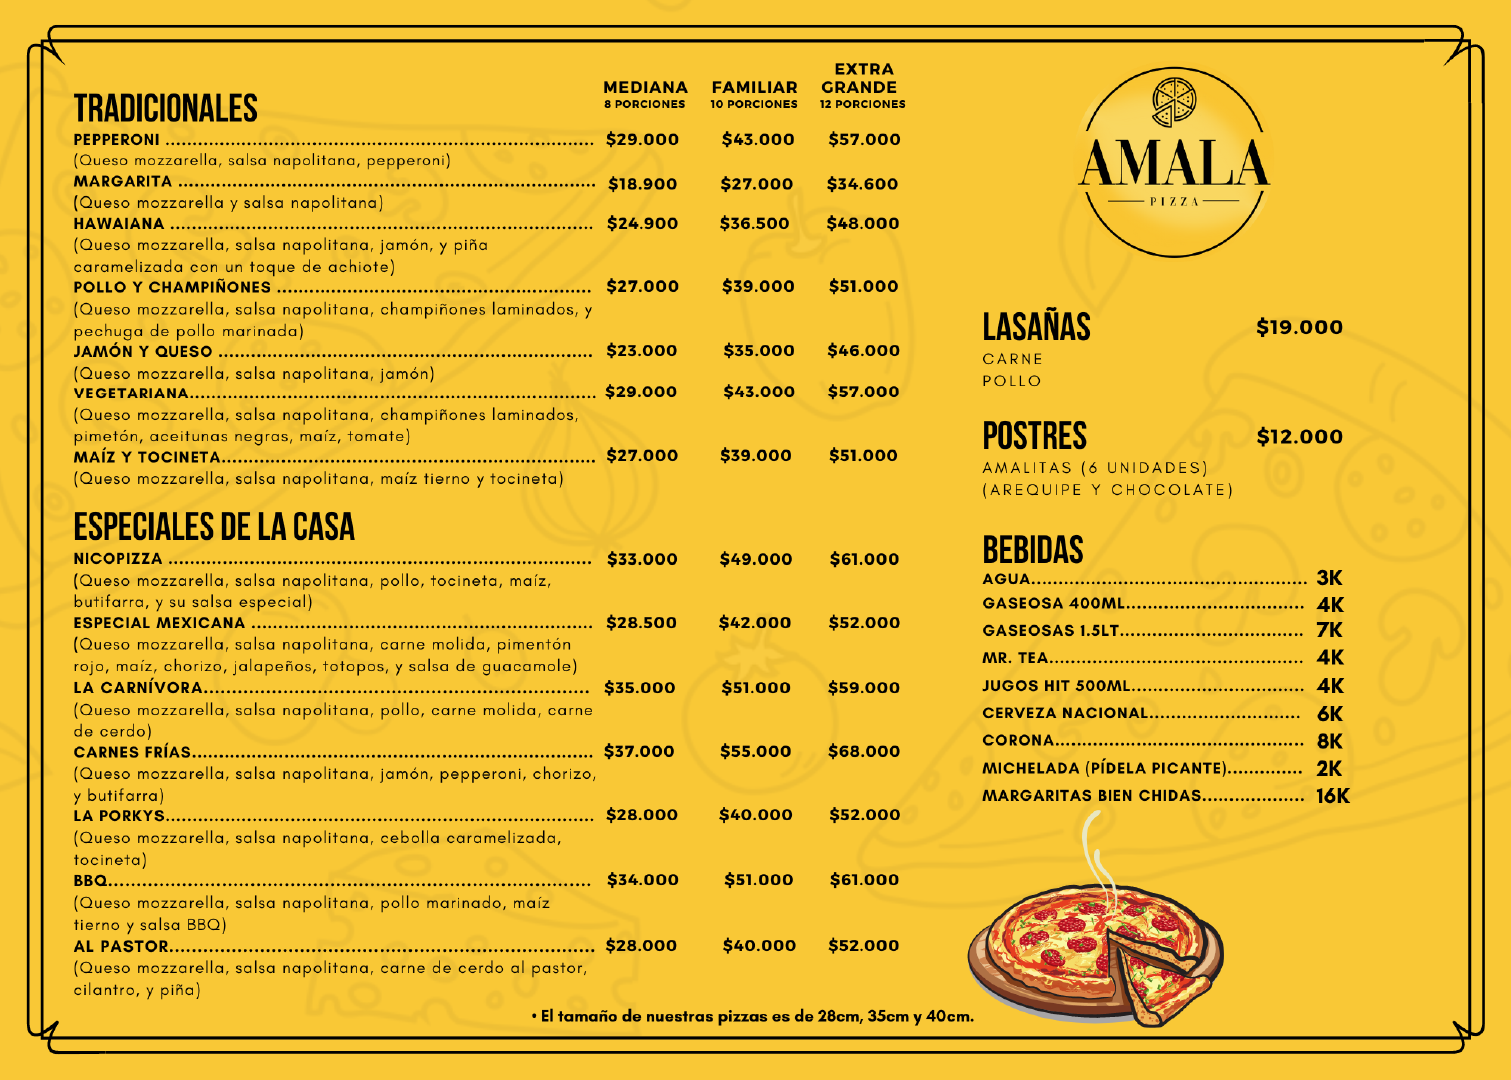 EXTRA
MEDIANA FAMILIAR GRANDE
8 PORCIONES 10 PORCIONES 12 PORCIONES
TRADICIONALES
PEPPERONI ........ $29.000 $43.000 $57.000
(Queso mozzarella, salsa napolitana, pepperoni)
MARGARITA ........ $18.900 $27.000 $34.600
(Queso mozzarella y salsa napolitana)
HAWAIANA ........ $24.900 $36.500 $48.000
(Queso mozzarella, salsa napolitana, jamón, y piña
caramelizada con un toque de achiote)
POLLO Y CHAMPIÑONES ........ $27.000 $39.000 $51.000
(Queso mozzarella, salsa napolitana, champiñones laminados, y
pechuga de pollo marinada)
JAMÓN Y QUESO ........ $23.000 $35.000 $46.000
(Queso mozzarella, salsa napolitana, jamón)
VEGETARIANA........ $29.000 $43.000 $57.000
(Queso mozzarella, salsa napolitana, champiñones laminados,
pimetón, aceitunas negras, maíz, tomate)
MAÍZ Y TOCINETA........ $27.000 $39.000 $51.000
(Queso mozzarella, salsa napolitana, maíz tierno y tocineta)
ESPECIALES DE LA CASA
NICOPIZZA ........ $33.000 $49.000 $61.000
(Queso mozzarella, salsa napolitana, pollo, tocineta, maíz,
butifarra, y su salsa especial)
ESPECIAL MEXICANA ........ $28.500 $42.000 $52.000
(Queso mozzarella, salsa napolitana, carne molida, pimentón
rojo, maíz, chorizo, jalapeños, totopos, y salsa de guacamole)
LA CARNÍVORA........ $35.000 $51.000 $59.000
(Queso mozzarella, salsa napolitana, pollo, carne molida, carne
de cerdo)
CARNES FRÍAS........ $37.000 $55.000 $68.000
(Queso mozzarella, salsa napolitana, jamón, pepperoni, chorizo,
y butifarra)
LA PORKYS........ $28.000 $40.000 $52.000
(Queso mozzarella, salsa napolitana, cebolla caramelizada,
tocineta)
BBQ........ $34.000 $51.000 $61.000
(Queso mozzarella, salsa napolitana, pollo marinado, maíz
tierno y salsa BBQ)
AL PASTOR........ $28.000 $40.000 $52.000
(Queso mozzarella, salsa napolitana, carne de cerdo al pastor,
cilantro, y piña)
• El tamaño de nuestras pizzas es de 28cm, 35cm y 40cm.
AMALA
PIZZA
LASAÑAS $19.000
CARNE
POLLO
POSTRES $12.000
AMALITAS (6 UNIDADES)
(AREQUIPE Y CHOCOLATE)
BEBIDAS
AGUA........ 3K
GASEOSA 400ML........ 4K
GASEOSAS 1.5LT........ 7K
MR. TEA........ 4K
JUGOS HIT 500ML........ 4K
CERVEZA NACIONAL........ 6K
CORONA........ 8K
MICHELADA (PÍDELA PICANTE)........ 2K
MARGARITAS BIEN CHIDAS........ 16K